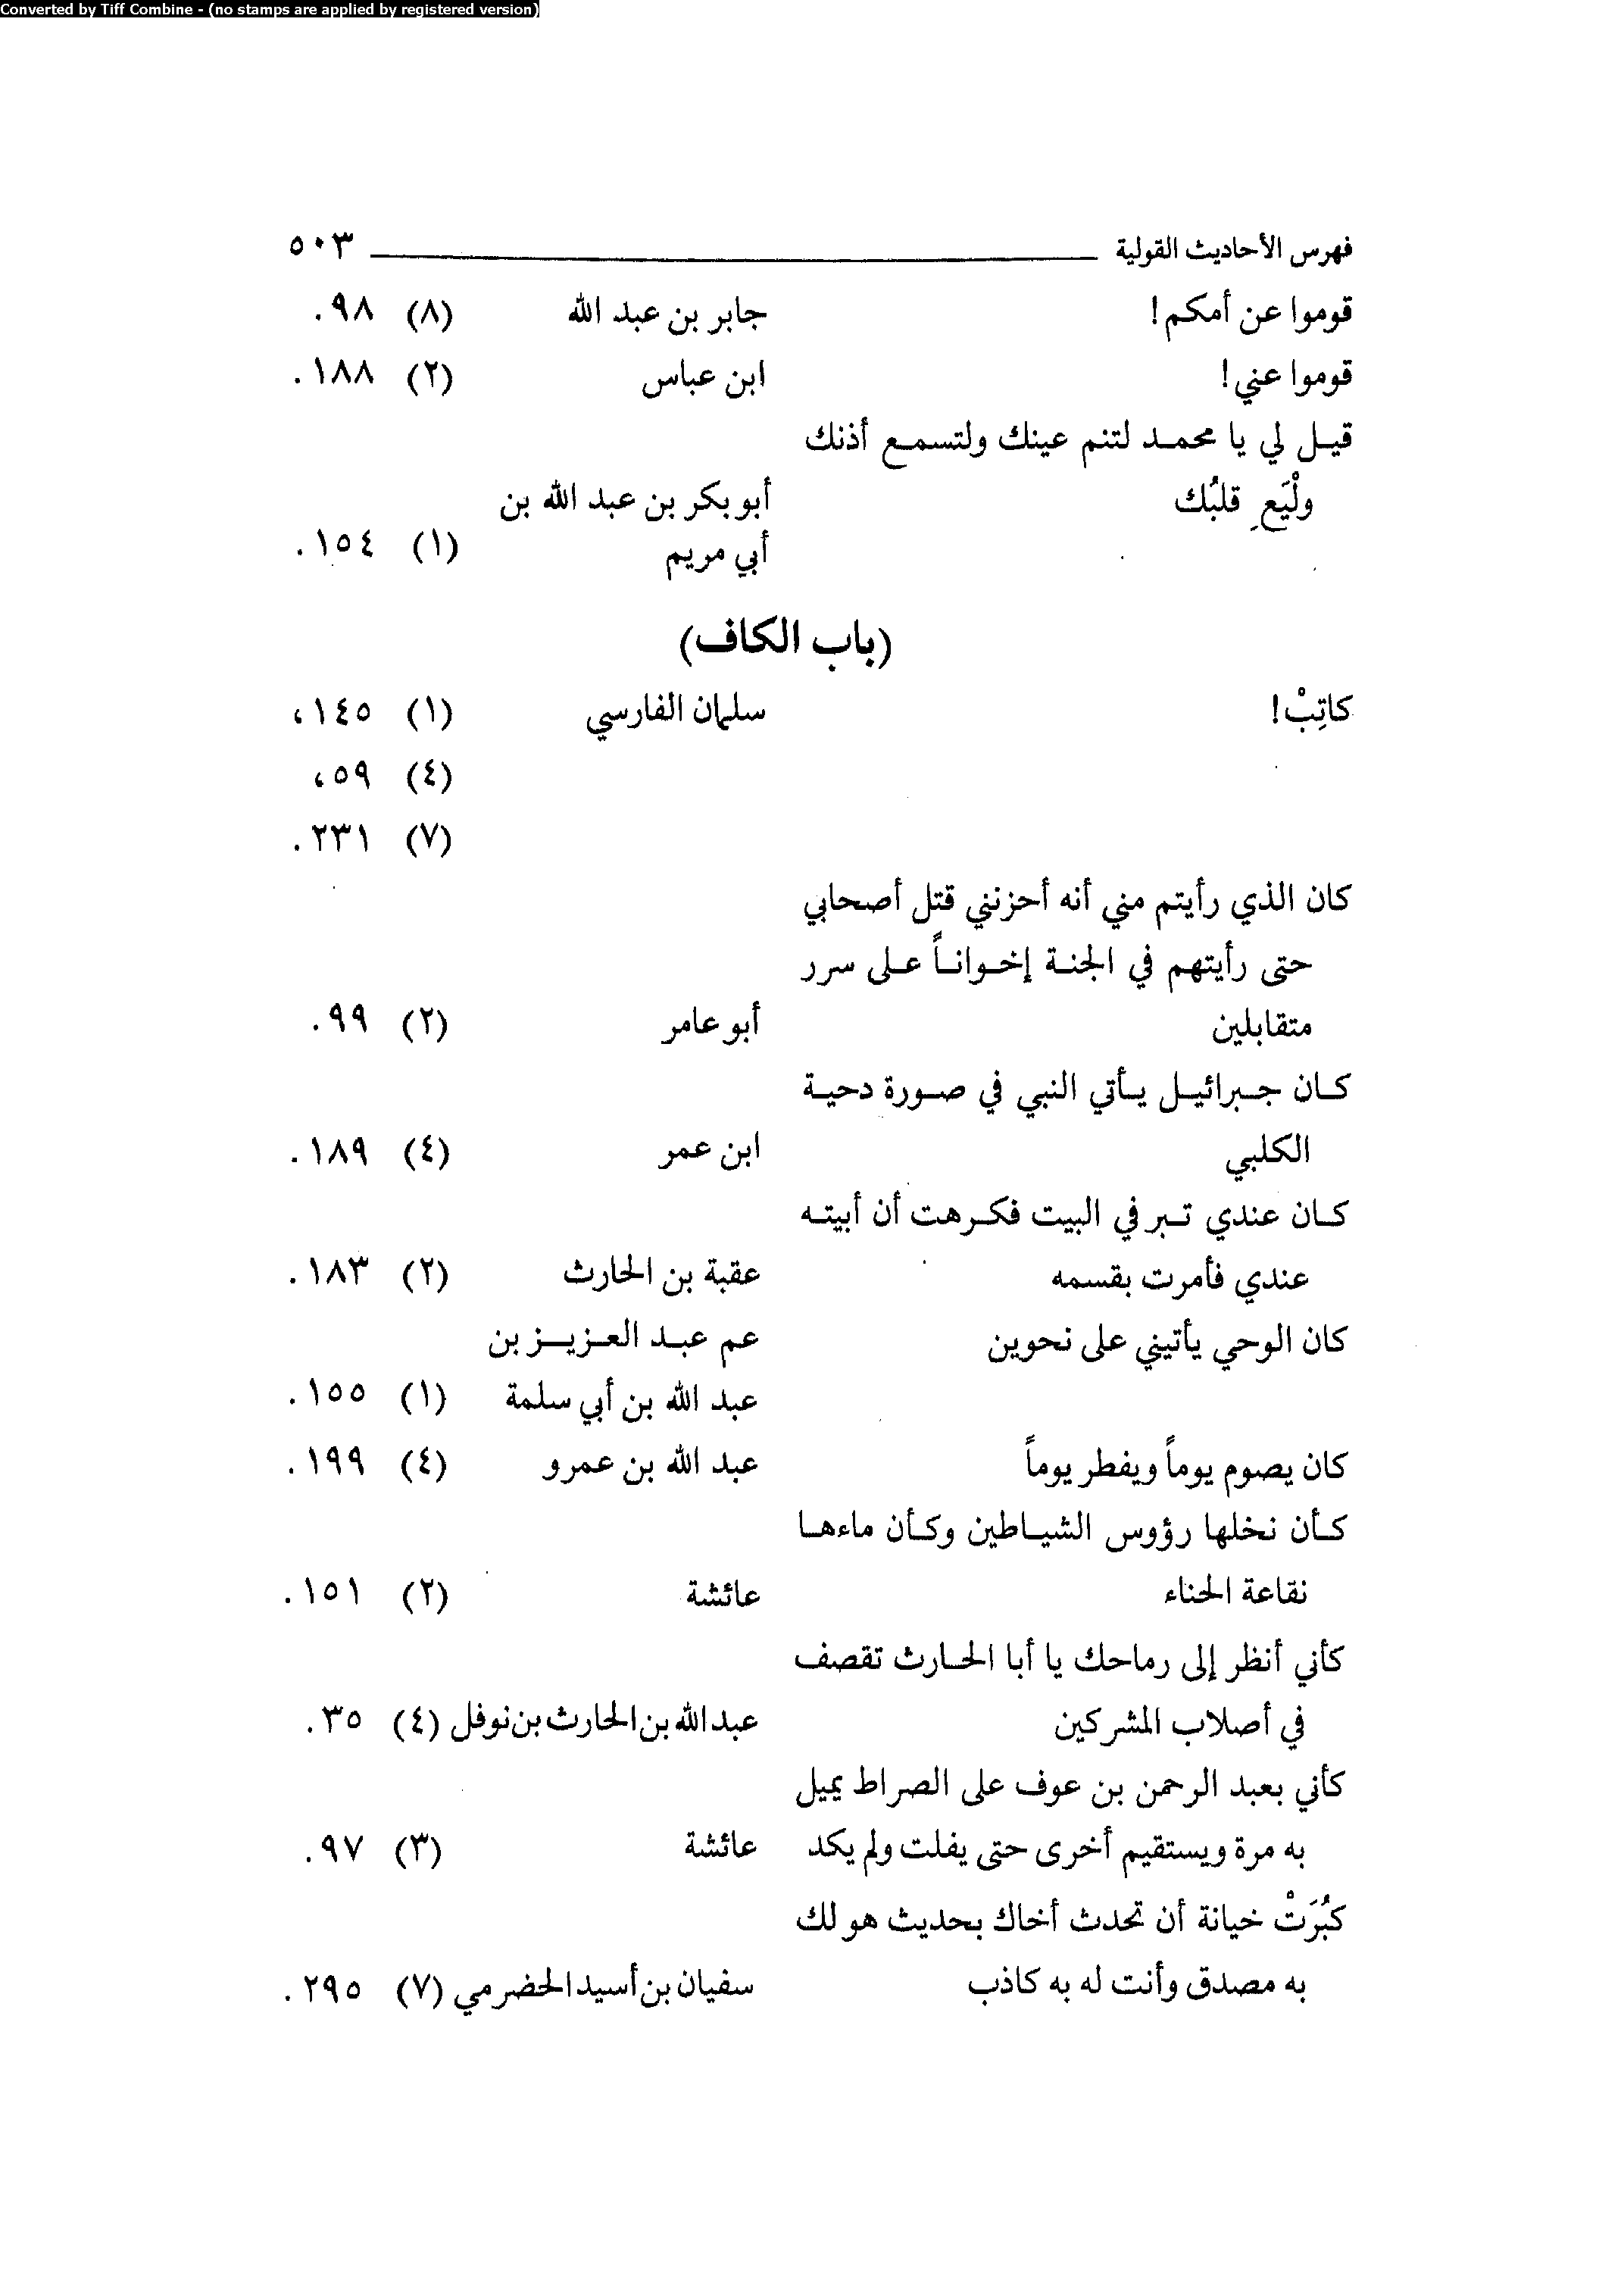 Converted by Tiff Combine - (no stamps are applied by registered version)
فهرس الأحاديث القولية ٥٠٣
قوموا عن أمكم! جابر بن عبد الله (٨) ٩٨.
قوموا عني! ابن عباس (٢) ١٨٨.
قيل لي يا محمد لتنم عينك ولتسمع أذنك
ولْيَعِ قلبُك أبو بكر بن عبد الله بن
أبي مريم (١) ١٥٤.
(باب الكاف)
كاتِبْ! سلمان الفارسي (١) ١٤٥،
(٤) ٥٩،
(٧) ٢٣١.
كان الذي رأيتم مني أنه أحزنني قتل أصحابي
حتى رأيتهم في الجنة إخواناً على سرر
متقابلين أبو عامر (٢) ٩٩.
كان جبرائيل يأتي النبي في صورة دحية
الكلبي ابن عمر (٤) ١٨٩.
كان عندي تبر في البيت فكرهت أن أبيته
عندي فأمرت بقسمه عقبة بن الحارث (٢) ١٨٣.
كان الوحي يأتيني على نحوين عم عبد العزيز بن
عبد الله بن أبي سلمة (١) ١٥٥.
كان يصوم يوماً ويفطر يوماً عبد الله بن عمرو (٤) ١٩٩.
كأن نخلها رؤوس الشياطين وكأن ماءها
نقاعة الحناء عائشة (٢) ١٥١.
كأني أنظر إلى رماحك يا أبا الحارث تقصف
في أصلاب المشركين عبد الله بن الحارث بن نوفل (٤) ٣٥.
كأني بعبد الرحمن بن عوف على الصراط يميل
به مرة ويستقيم أخرى حتى يفلت ولم يكد عائشة (٣) ٩٧.
كَبُرَتْ خيانة أن تحدث أخاك بحديث هو لك
به مصدق وأنت له به كاذب سفيان بن أسيد الحضرمي (٧) ٢٩٥.